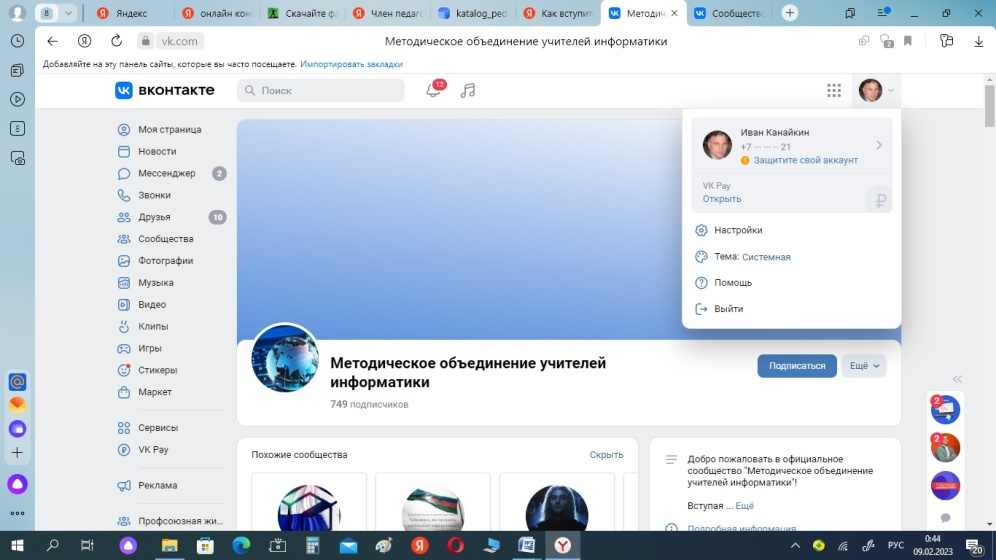 8
Яндекс
онлайн кон
Скачайте фа
Член педаго
katalog_ped
Как вступит
Методич
Сообщество
vk.com
Методическое объединение учителей информатики
2
Добавляйте на эту панель сайты, которые вы часто посещаете. Импортировать закладки
вконтакте
Поиск
12
Моя страница
Новости
Мессенджер 2
Звонки
Друзья 10
Сообщества
Фотографии
Музыка
Видео
Клипы
Игры
Стикеры
Маркет
Сервисы
VK Pay
Реклама
Профсоюзная жи...
Иван Канайкин
+7 ··· ··· ·· 21
Защитите свой аккаунт
VK Pay
Открыть
Настройки
Тема: Системная
Помощь
Выйти
Методическое объединение учителей
информатики
749 подписчиков
Подписаться
Ещё
Похожие сообщества
Скрыть
Добро пожаловать в официальное
сообщество "Методическое объединение
учителей информатики"!
Вступая ... Ещё
Подробная информация
2
2
РУС
0:44
09.02.2023
20